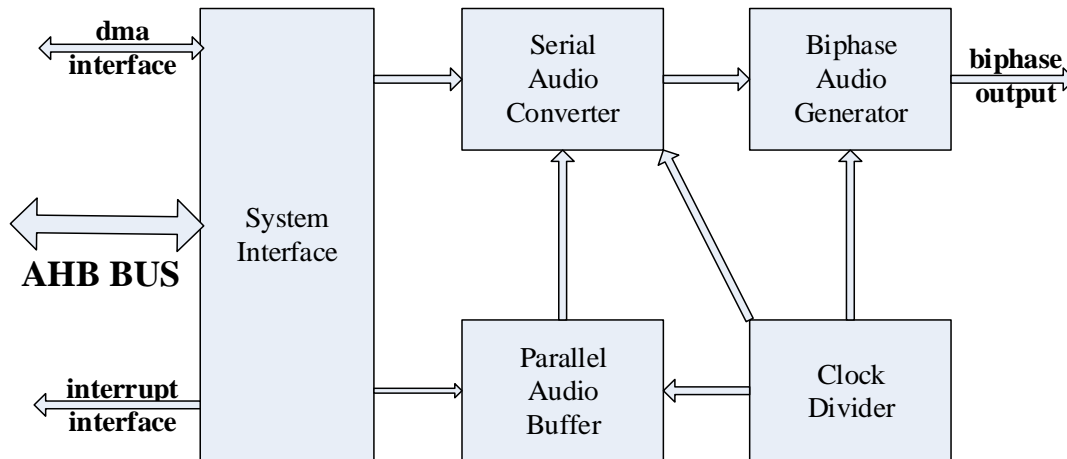 dma
interface
AHB BUS
interrupt
interface
System
Interface
Serial
Audio
Converter
Biphase
Audio
Generator
biphase
output
Parallel
Audio
Buffer
Clock
Divider